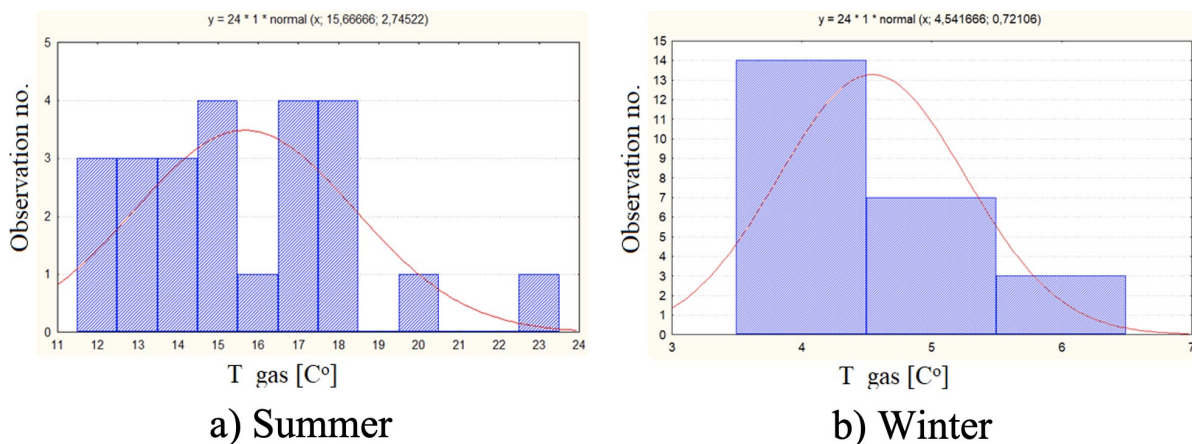 y = 24 * 1 * normal (x; 15,66666; 2,74522)
Observation no.
5
4
3
2
1
0
11 12 13 14 15 16 17 18 19 20 21 22 23 24
T gas [Cº]
a) Summer
y = 24 * 1 * normal (x; 4,541666; 0,72106)
Observation no.
15
14
13
12
11
10
9
8
7
6
5
4
3
2
1
0
3 4 5 6 7
T gas [Cº]
b) Winter